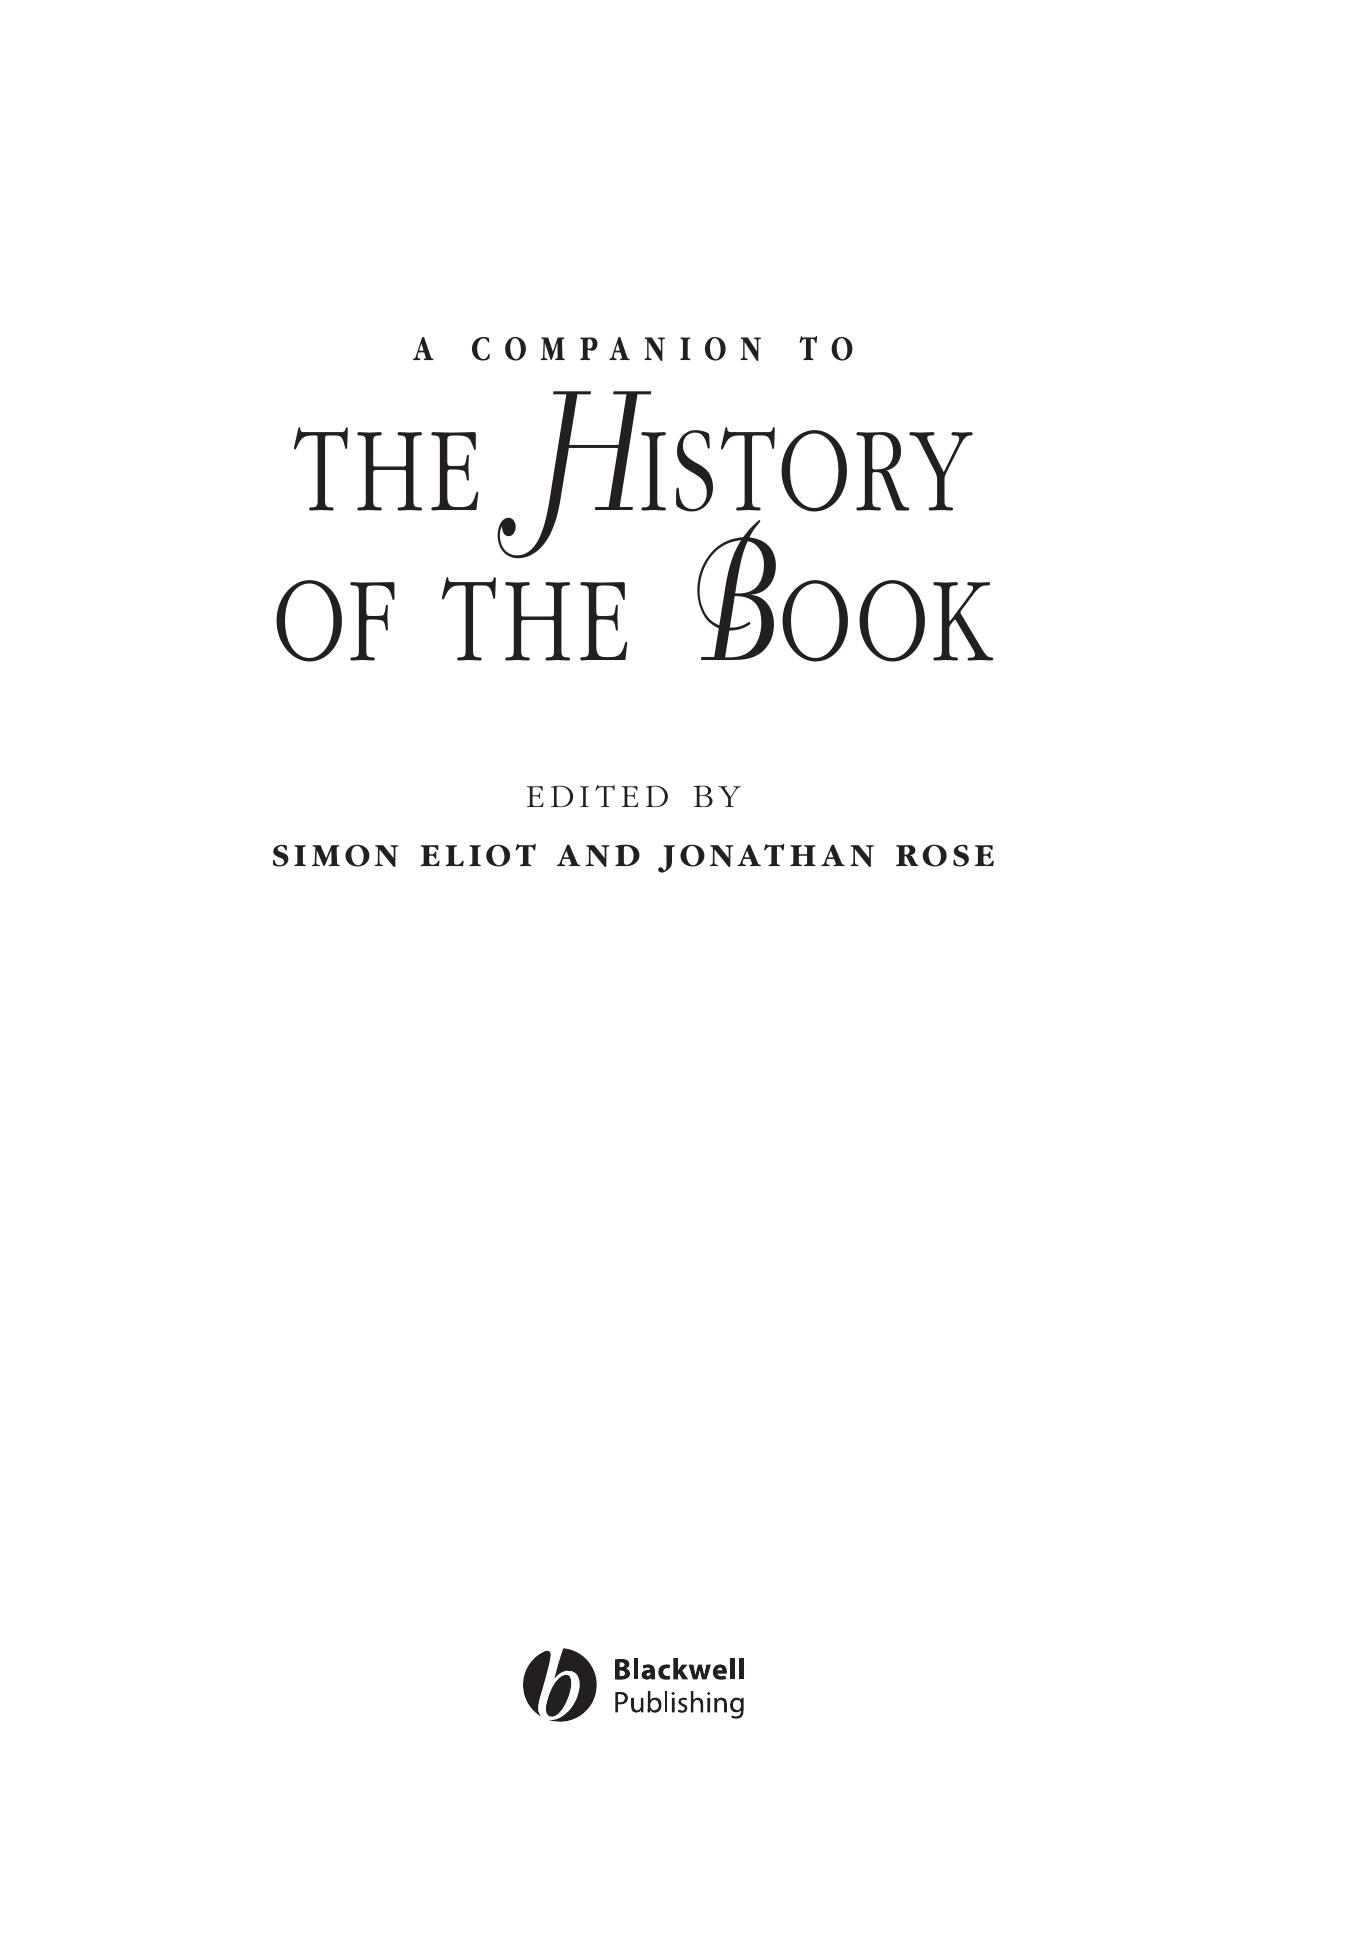 A COMPANION TO
THE HISTORY
OF THE BOOK
EDITED BY
SIMON ELIOT AND JONATHAN ROSE
Blackwell
Publishing